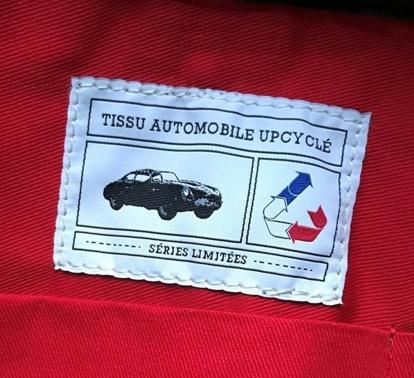 TISSU AUTOMOBILE UPCYCLÉ
SÉRIES LIMITÉES